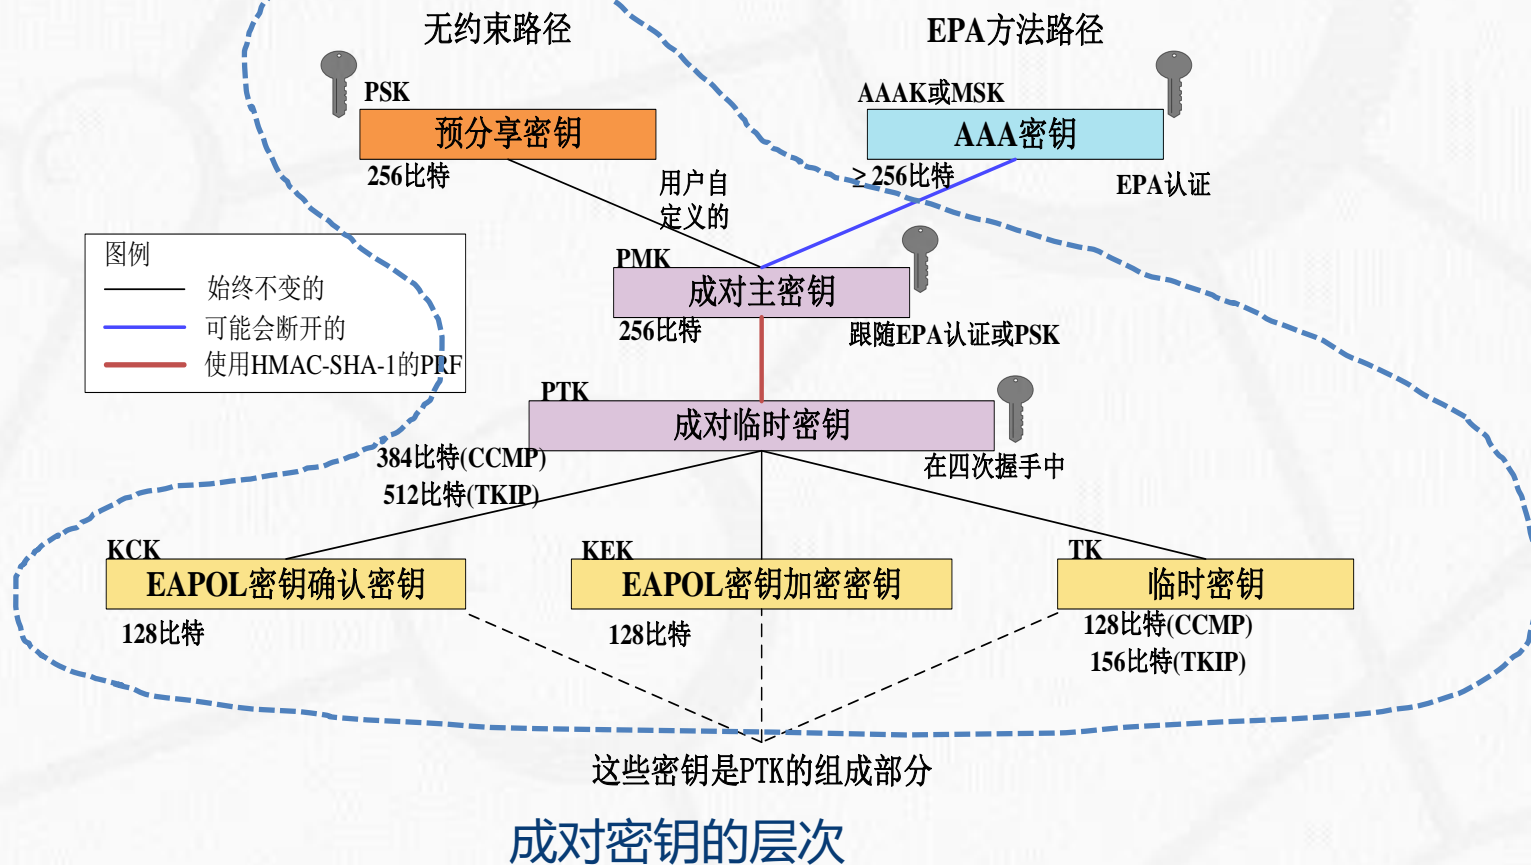 无约束路径
EPA方法路径
PSK
AAAK或MSK
预分享密钥
AAA密钥
256比特
≥256比特
用户自
定义的
EPA认证
图例
始终不变的
可能会断开的
使用HMAC-SHA-1的PRF
PMK
成对主密钥
256比特
跟随EPA认证或PSK
PTK
成对临时密钥
384比特(CCMP)
512比特(TKIP)
在四次握手中
KCK
KEK
TK
EAPOL密钥确认密钥
EAPOL密钥加密密钥
临时密钥
128比特
128比特
128比特(CCMP)
156比特(TKIP)
这些密钥是PTK的组成部分
成对密钥的层次